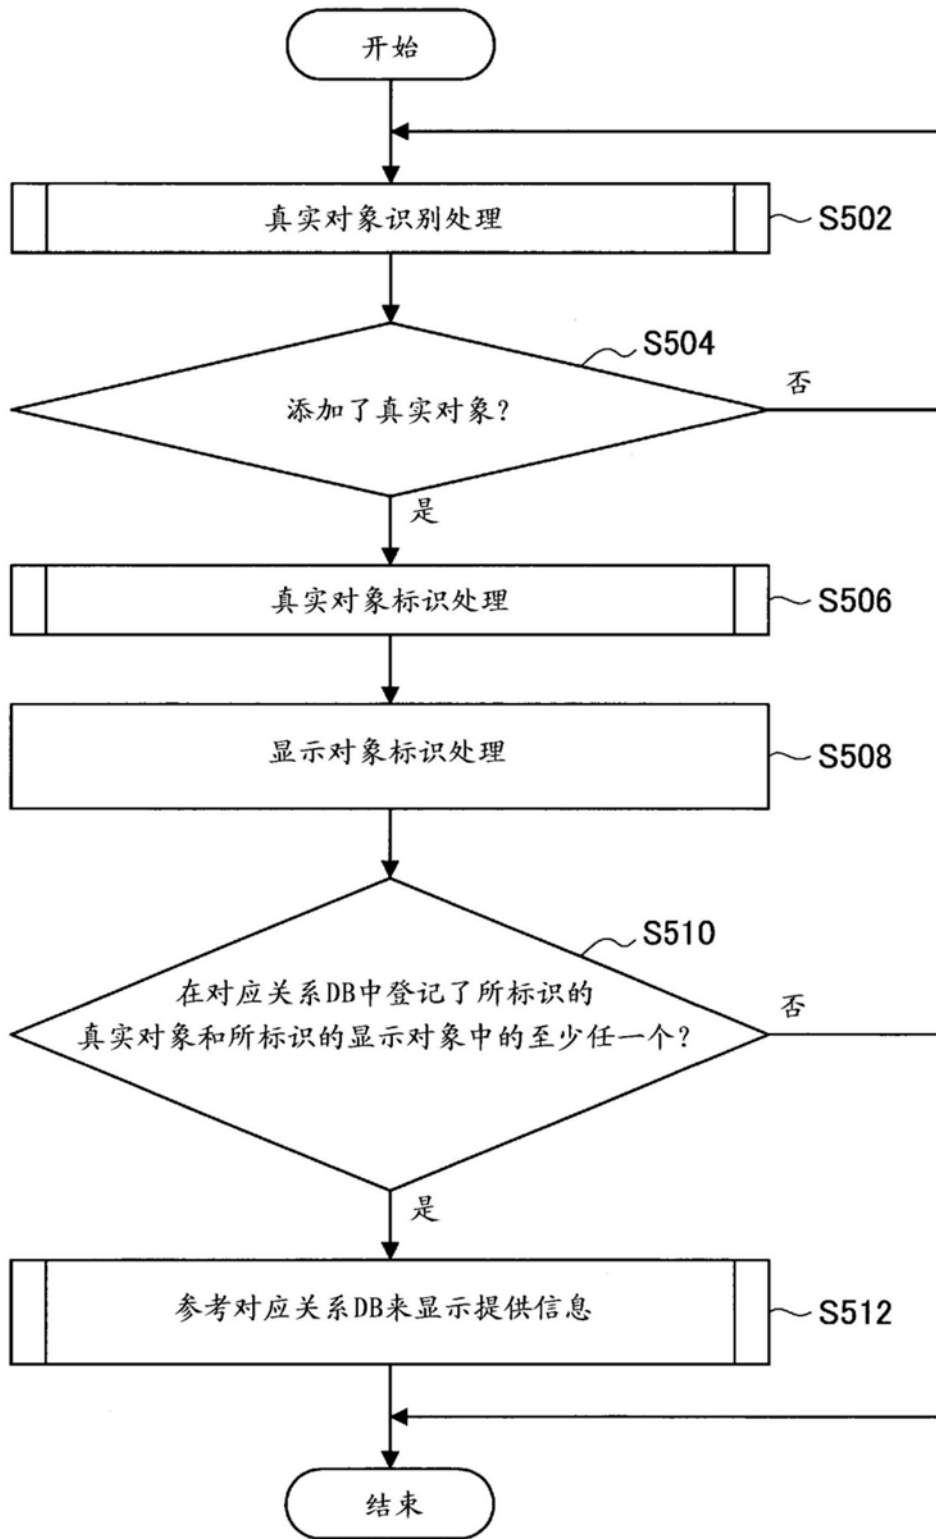 开始
真实对象识别处理
S502
S504
添加了真实对象?
否
是
真实对象标识处理
S506
显示对象标识处理
S508
S510
在对应关系DB中登记了所标识的
真实对象和所标识的显示对象中的至少任一个?
否
是
参考对应关系DB来显示提供信息
S512
结束